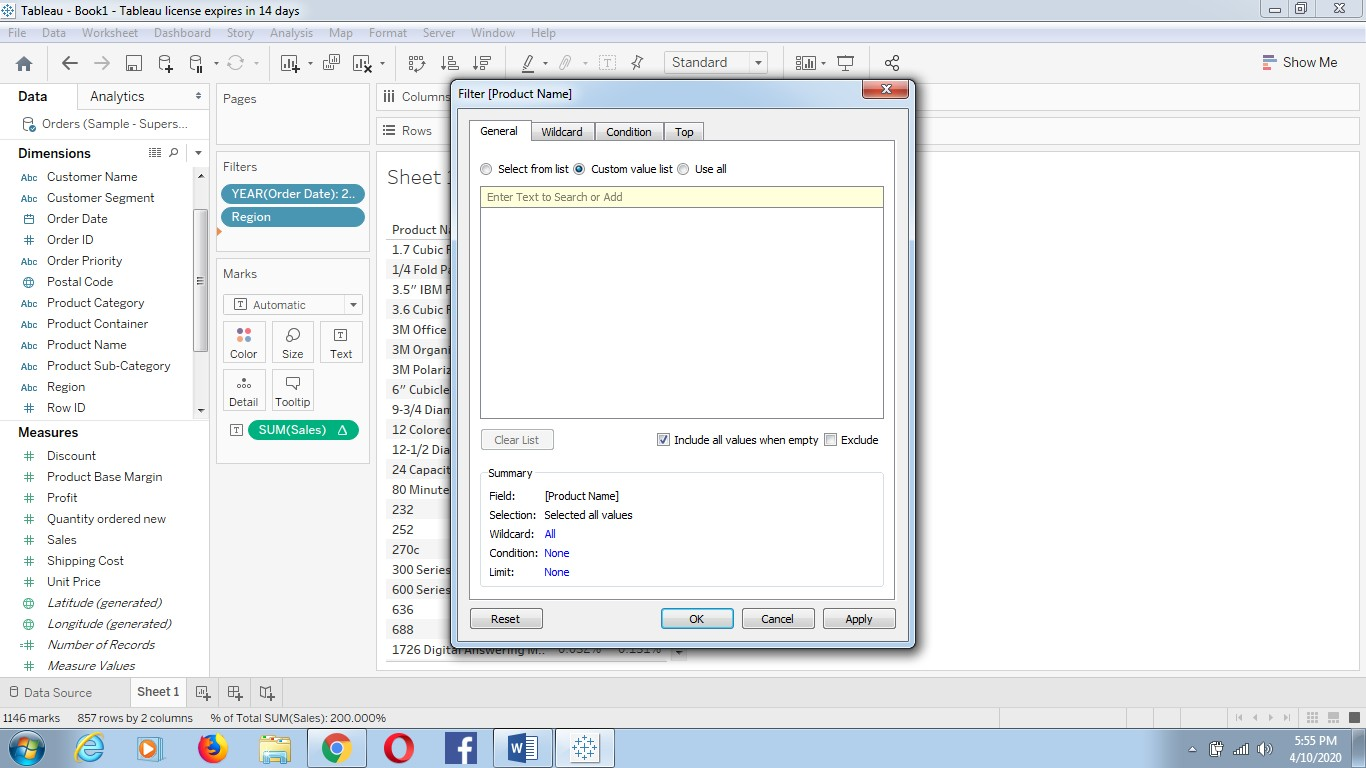 Tableau - Book1 - Tableau license expires in 14 days
File Data Worksheet Dashboard Story Analysis Map Format Server Window Help
Standard
Show Me
Data
Analytics
Orders (Sample - Supers...
Dimensions
Customer Name
Customer Segment
Order Date
Order ID
Order Priority
Postal Code
Product Category
Product Container
Product Name
Product Sub-Category
Region
Row ID
Measures
Discount
Product Base Margin
Profit
Quantity ordered new
Sales
Shipping Cost
Unit Price
Latitude (generated)
Longitude (generated)
Number of Records
Measure Values
Pages
Filters
YEAR(Order Date): 2..
Region
Marks
Automatic
Color Size Text
Detail Tooltip
SUM(Sales)
Columns
Rows
Sheet
Product
1.7 Cubic
1/4 Fold
3.5" IBM
3.6 Cubic
3M Office
3M
3M
6" Cubicle
9-3/4
12
12-1/2
24
80 Minute
232
252
270c
300 Series
600 Series
636
688
1726 Digital Answering M..
Filter [Product Name]
General Wildcard Condition Top
Select from list Custom value list Use all
Enter Text to Search or Add
Clear List
Include all values when empty Exclude
Summary
Field: [Product Name]
Selection: Selected all values
Wildcard: All
Condition: None
Limit: None
Reset OK Cancel Apply
Data Source
Sheet 1
1146 marks 857 rows by 2 columns % of Total SUM(Sales): 200.000%
5:55 PM
4/10/2020